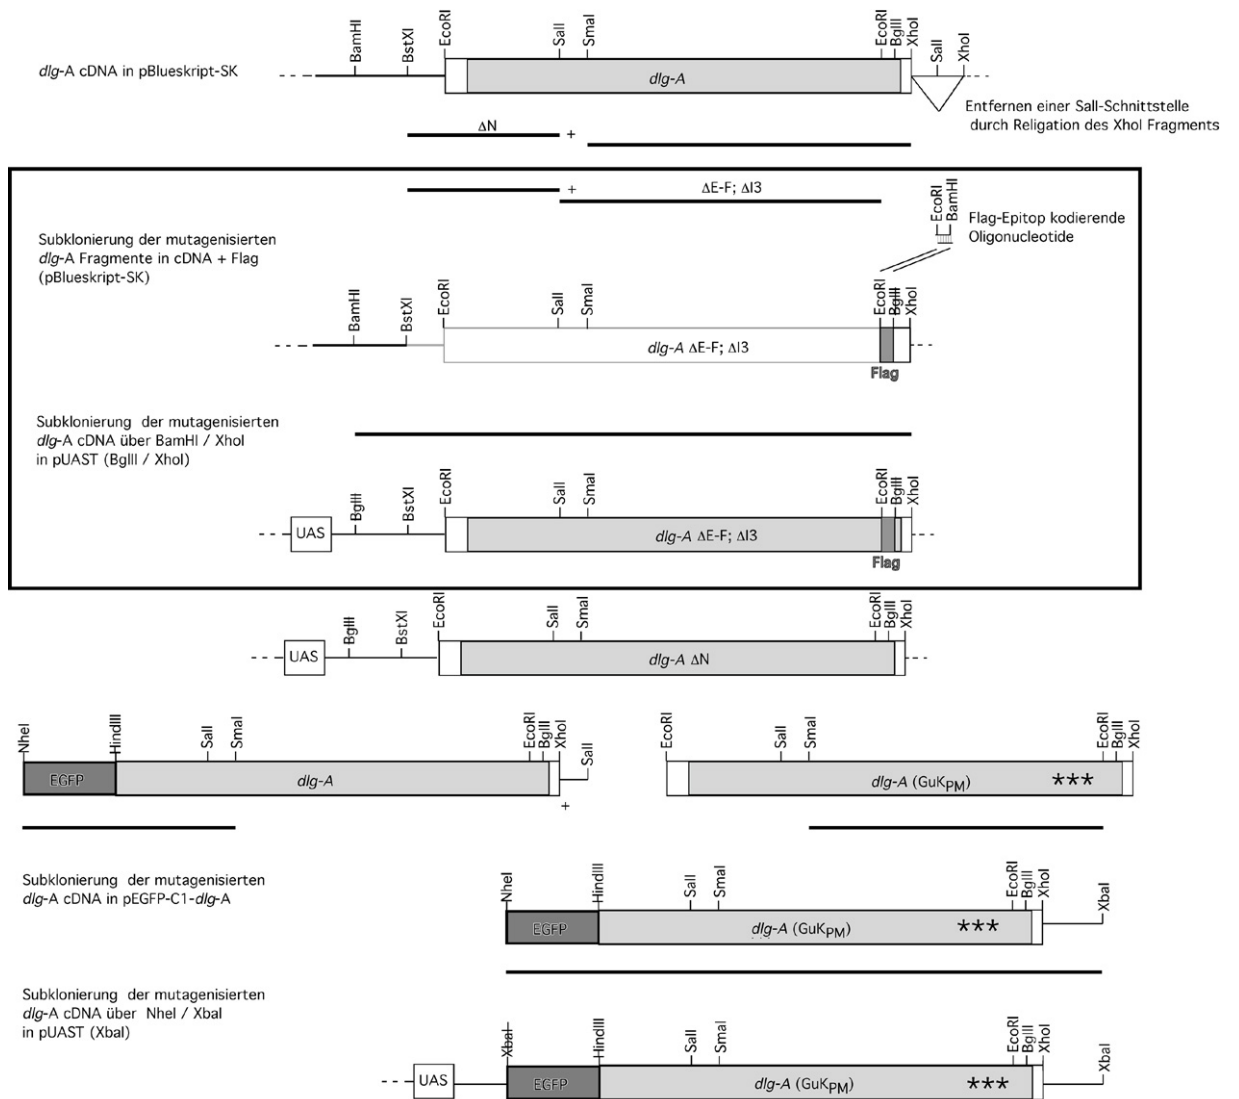 BamHI
BstXI
EcoRI
SalI
SmaI
EcoRI
BglII
XhoI
SalI
XhoI
dlg-A cDNA in pBlueskript-SK
dlg-A
Entfernen einer SalI-Schnittstelle
durch Religation des XhoI Fragments
ΔN
+
+
ΔE-F; ΔI3
EcoRI
BamHI
Flag-Epitop kodierende
Oligonucleotide
Subklonierung der mutagenisierten
dlg-A Fragmente in cDNA + Flag
(pBlueskript-SK)
BamHI
BstXI
EcoRI
SalI
SmaI
EcoRI
BglII
XhoI
dlg-A ΔE-F; ΔI3
Flag
Subklonierung der mutagenisierten
dlg-A cDNA über BamHI / XhoI
in pUAST (BglII / XhoI)
BglII
BstXI
EcoRI
SalI
SmaI
EcoRI
BglII
XhoI
UAS
dlg-A ΔE-F; ΔI3
Flag
BglII
BstXI
EcoRI
SalI
SmaI
EcoRI
BglII
XhoI
UAS
dlg-A ΔN
NheI
HindIII
SalI
SmaI
EcoRI
BglII
XhoI
SalI
EGFP
dlg-A
+
EcoRI
SalI
SmaI
EcoRI
BglII
XhoI
dlg-A (GuKPM) ***
Subklonierung der mutagenisierten
dlg-A cDNA in pEGFP-C1-dlg-A
NheI
HindIII
SalI
SmaI
EcoRI
BglII
XhoI
XbaI
EGFP
dlg-A (GuKPM) ***
Subklonierung der mutagenisierten
dlg-A cDNA über NheI / XbaI
in pUAST (XbaI)
XbaI
HindIII
SalI
SmaI
EcoRI
BglII
XhoI
XbaI
UAS
EGFP
dlg-A (GuKPM) ***